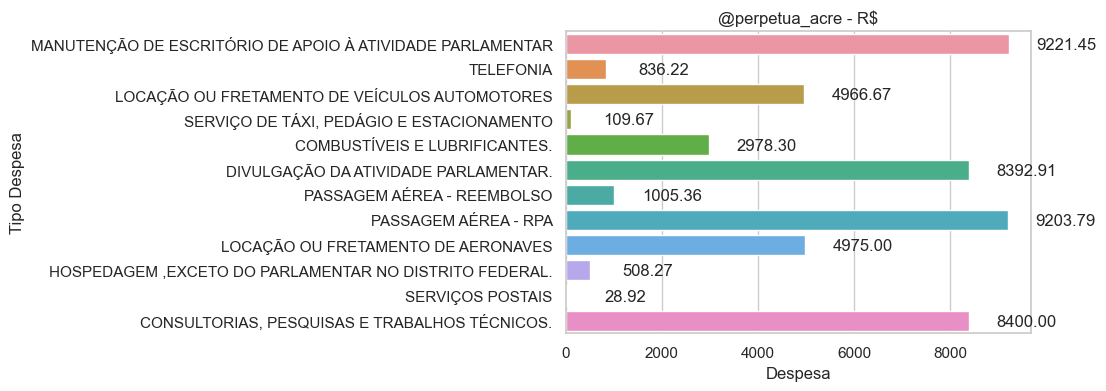 @perpetua_acre - R$
MANUTENÇÃO DE ESCRITÓRIO DE APOIO À ATIVIDADE PARLAMENTAR 9221.45
TELEFONIA 836.22
LOCAÇÃO OU FRETAMENTO DE VEÍCULOS AUTOMOTORES 4966.67
SERVIÇO DE TÁXI, PEDÁGIO E ESTACIONAMENTO 109.67
COMBUSTÍVEIS E LUBRIFICANTES. 2978.30
DIVULGAÇÃO DA ATIVIDADE PARLAMENTAR. 8392.91
PASSAGEM AÉREA - REEMBOLSO 1005.36
PASSAGEM AÉREA - RPA 9203.79
LOCAÇÃO OU FRETAMENTO DE AERONAVES 4975.00
HOSPEDAGEM ,EXCETO DO PARLAMENTAR NO DISTRITO FEDERAL. 508.27
SERVIÇOS POSTAIS 28.92
CONSULTORIAS, PESQUISAS E TRABALHOS TÉCNICOS. 8400.00
Tipo Despesa
0 2000 4000 6000 8000
Despesa